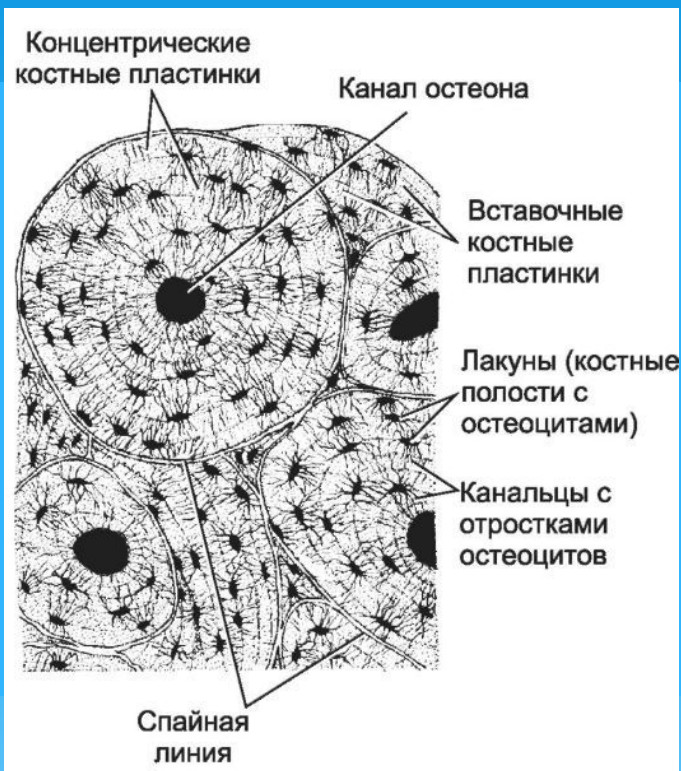 Концентрические
костные пластинки
Канал остеона
Вставочные
костные
пластинки
Лакуны (костные
полости с
остеоцитами)
Канальцы с
отростками
остеоцитов
Спайная
линия